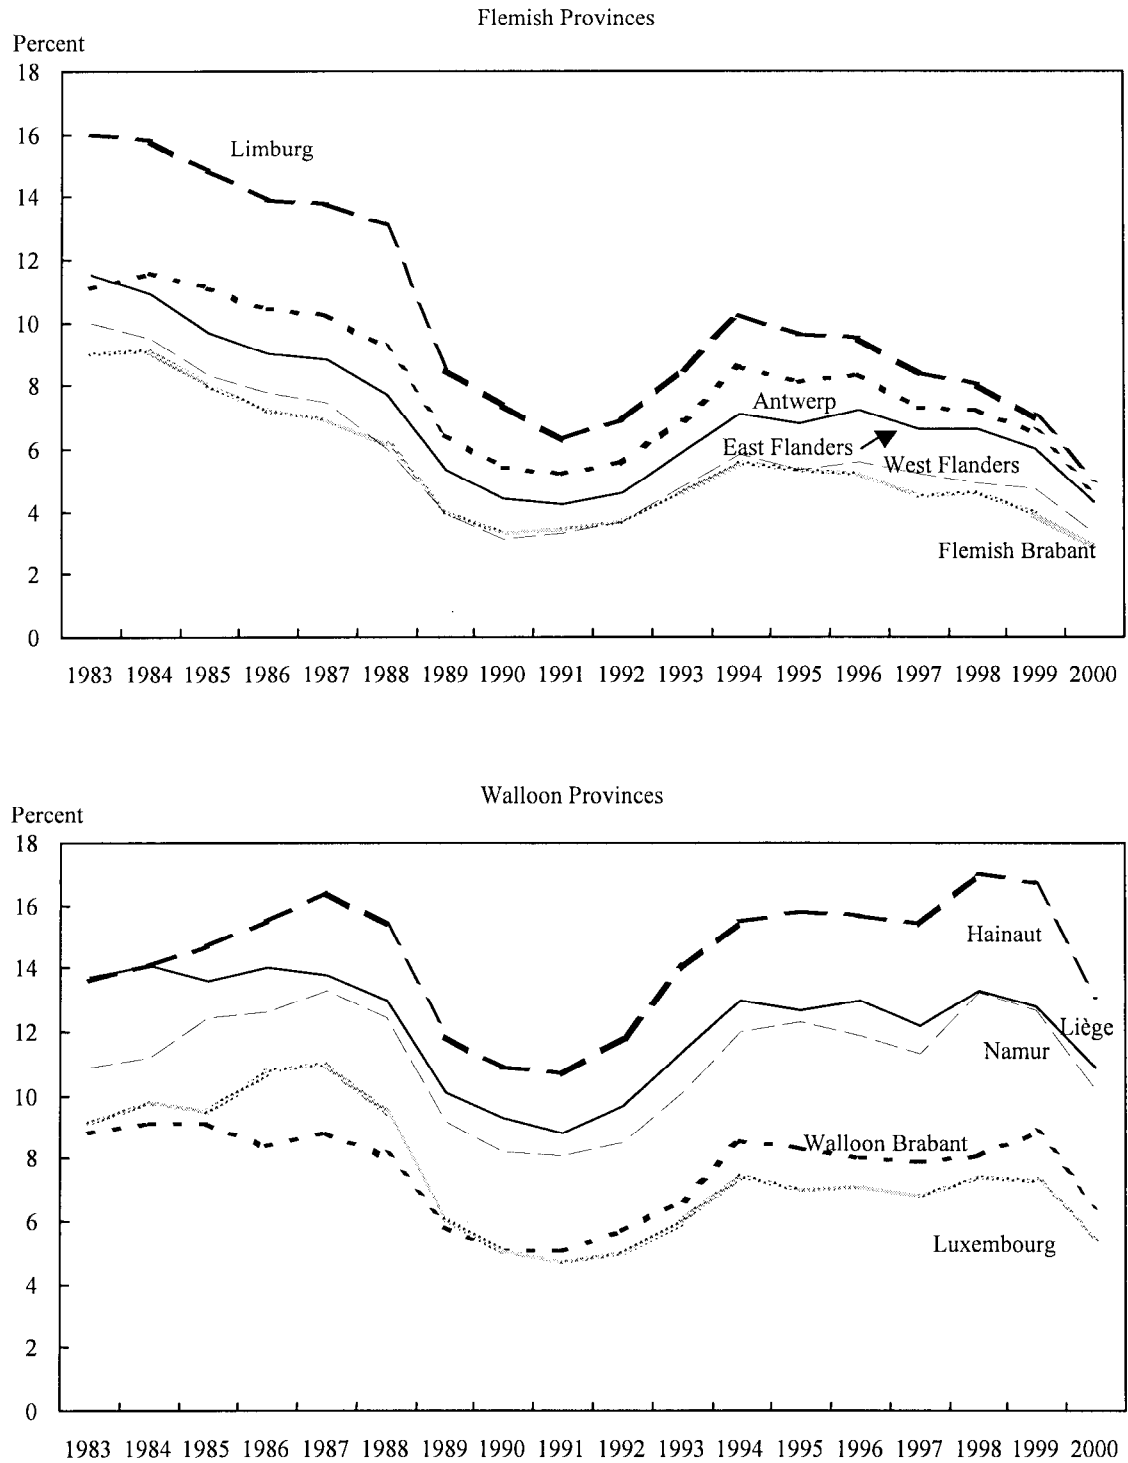 Flemish Provinces
Percent
18
16
Limburg
14
12
10
8
Antwerp
East Flanders
West Flanders
6
4
Flemish Brabant
2
0
1983 1984 1985 1986 1987 1988 1989 1990 1991 1992 1993 1994 1995 1996 1997 1998 1999 2000
Walloon Provinces
Percent
18
16
Hainaut
14
12
Liège
Namur
10
Walloon Brabant
8
6
Luxembourg
4
2
0
1983 1984 1985 1986 1987 1988 1989 1990 1991 1992 1993 1994 1995 1996 1997 1998 1999 2000